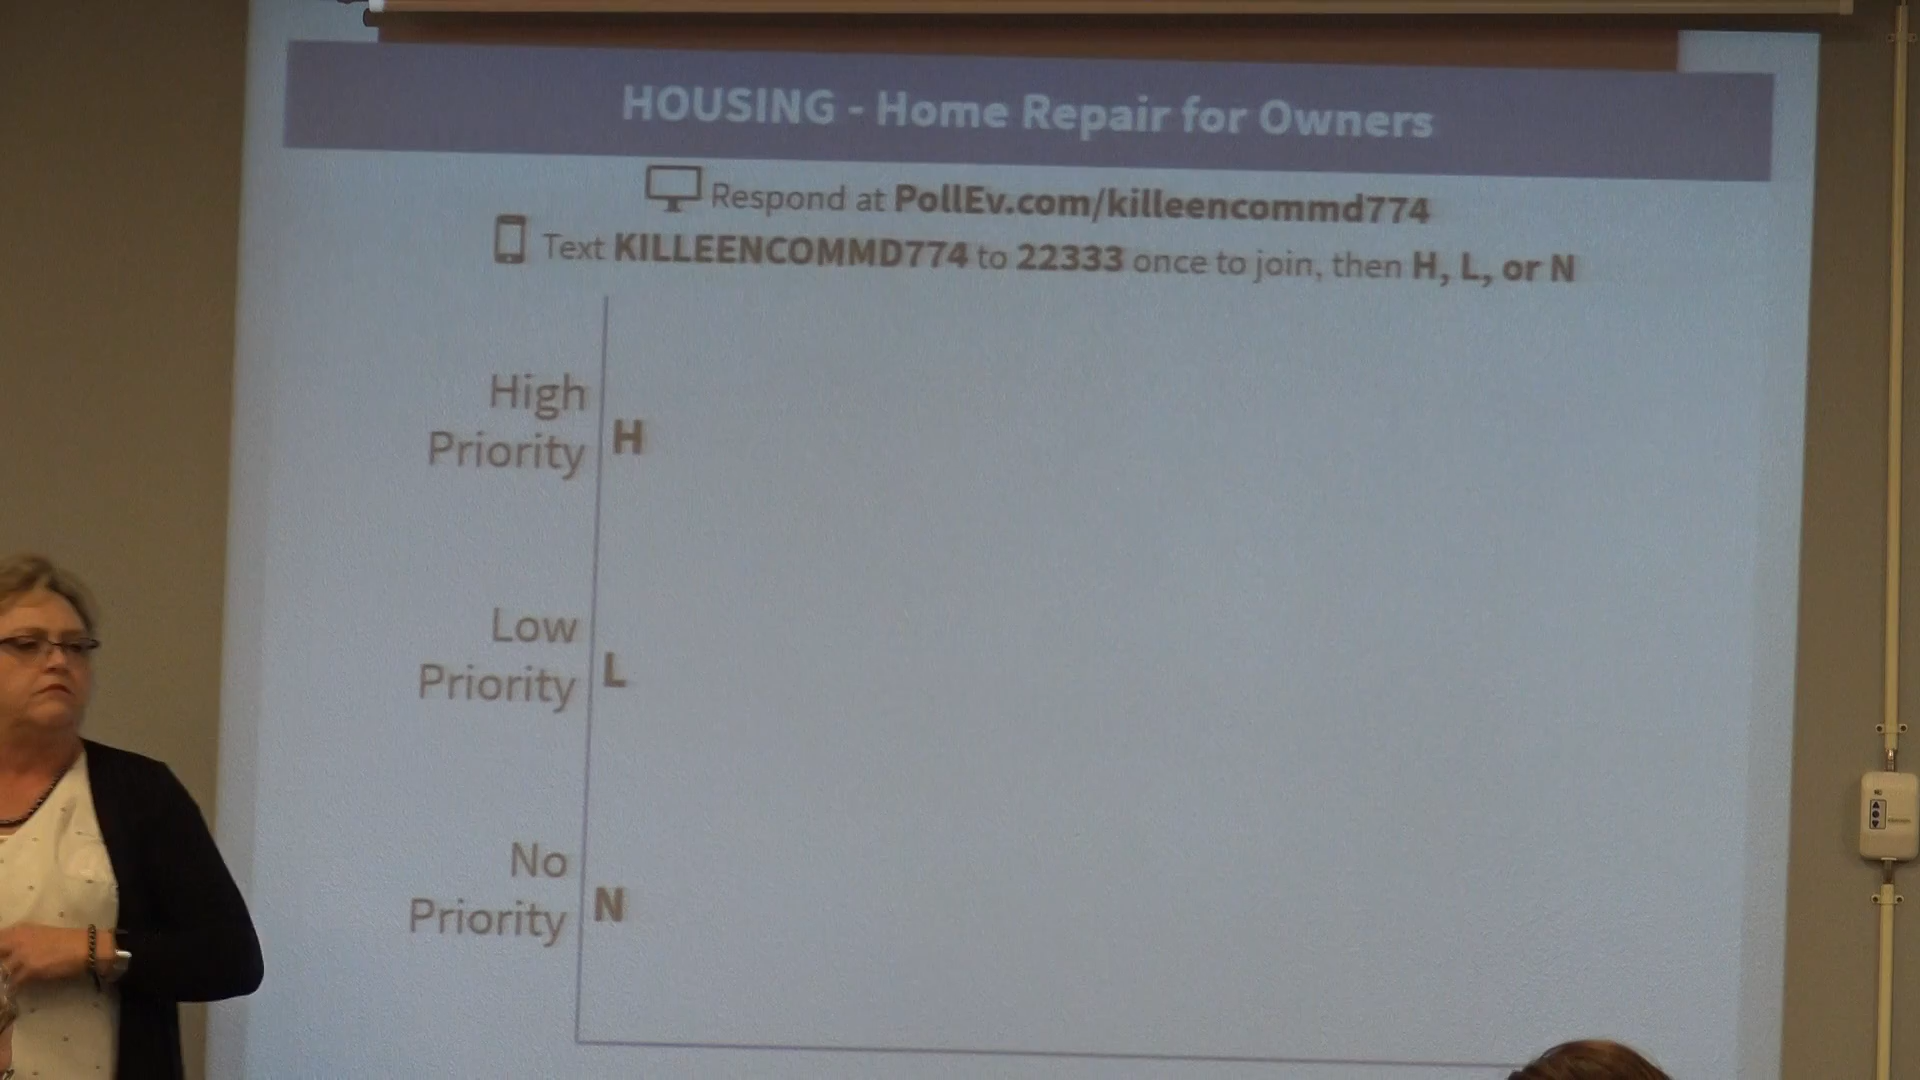 HOUSING - Home Repair for Owners
Respond at PollEv.com/killeencommd774
Text KILLEENCOMMD774 to 22333 once to join, then H, L, or N
High
Priority
H
Low
Priority
L
No
Priority
N